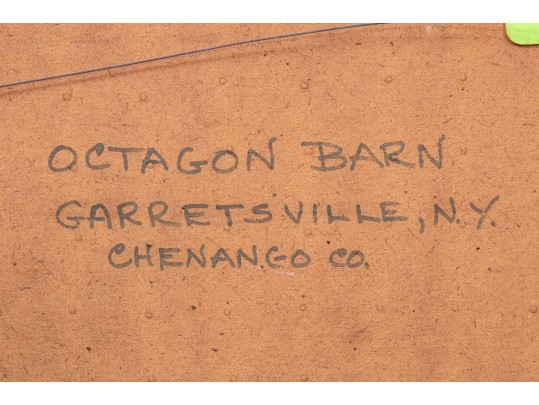 OCTAGON BARN
GARRETSVILLE, N.Y.
CHENANGO CO.